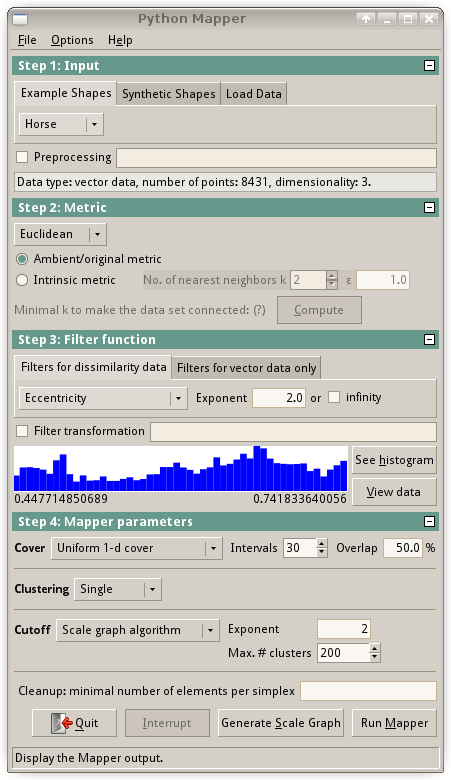 Python Mapper
File Options Help
Step 1: Input
Example Shapes Synthetic Shapes Load Data
Horse
Preprocessing
Data type: vector data, number of points: 8431, dimensionality: 3.
Step 2: Metric
Euclidean
Ambient/original metric
Intrinsic metric No. of nearest neighbors k 2 ε 1.0
Minimal k to make the data set connected: (?) Compute
Step 3: Filter function
Filters for dissimilarity data Filters for vector data only
Eccentricity Exponent 2.0 or infinity
Filter transformation
See histogram
0.447714850689 0.741833640056 View data
Step 4: Mapper parameters
Cover Uniform 1-d cover Intervals 30 Overlap 50.0 %
Clustering Single
Cutoff Scale graph algorithm Exponent 2
Max. # clusters 200
Cleanup: minimal number of elements per simplex
Quit Interrupt Generate Scale Graph Run Mapper
Display the Mapper output.